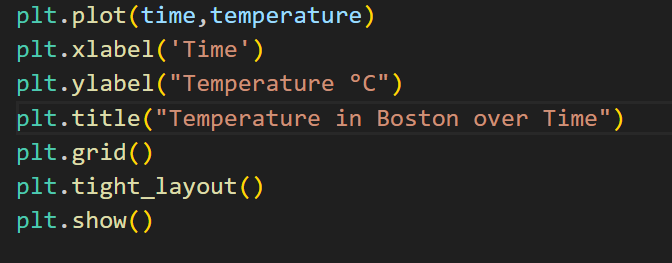 plt.plot(time,temperature)
plt.xlabel('Time')
plt.ylabel("Temperature °C")
plt.title("Temperature in Boston over Time")
plt.grid()
plt.tight_layout()
plt.show()